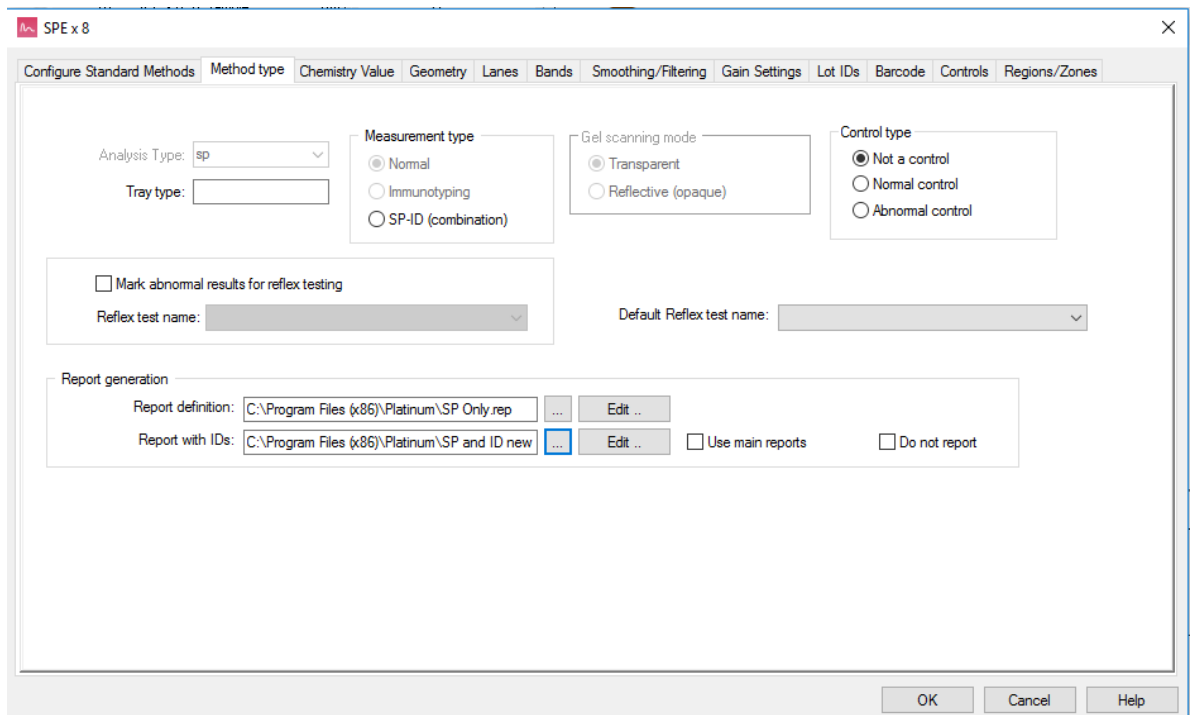 SPE x 8
Configure Standard Methods Method type Chemistry Value Geometry Lanes Bands Smoothing/Filtering Gain Settings Lot IDs Barcode Controls Regions/Zones
Analysis Type: sp
Tray type:
Measurement type
Normal
Immunotyping
SP-ID (combination)
Gel scanning mode
Transparent
Reflective (opaque)
Control type
Not a control
Normal control
Abnormal control
Mark abnormal results for reflex testing
Reflex test name:
Default Reflex test name:
Report generation
Report definition: C:\Program Files (x86)\Platinum\SP Only.rep ... Edit ..
Report with IDs: C:\Program Files (x86)\Platinum\SP and ID new ... Edit .. Use main reports Do not report
OK Cancel Help